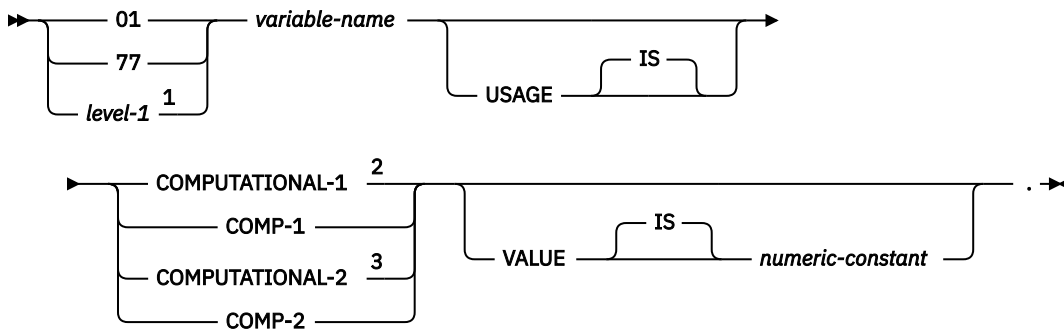 01 variable-name
77 IS
level-1 1 USAGE
COMPUTATIONAL-1 2 .
COMP-1 IS
COMPUTATIONAL-2 3 VALUE numeric-constant
COMP-2